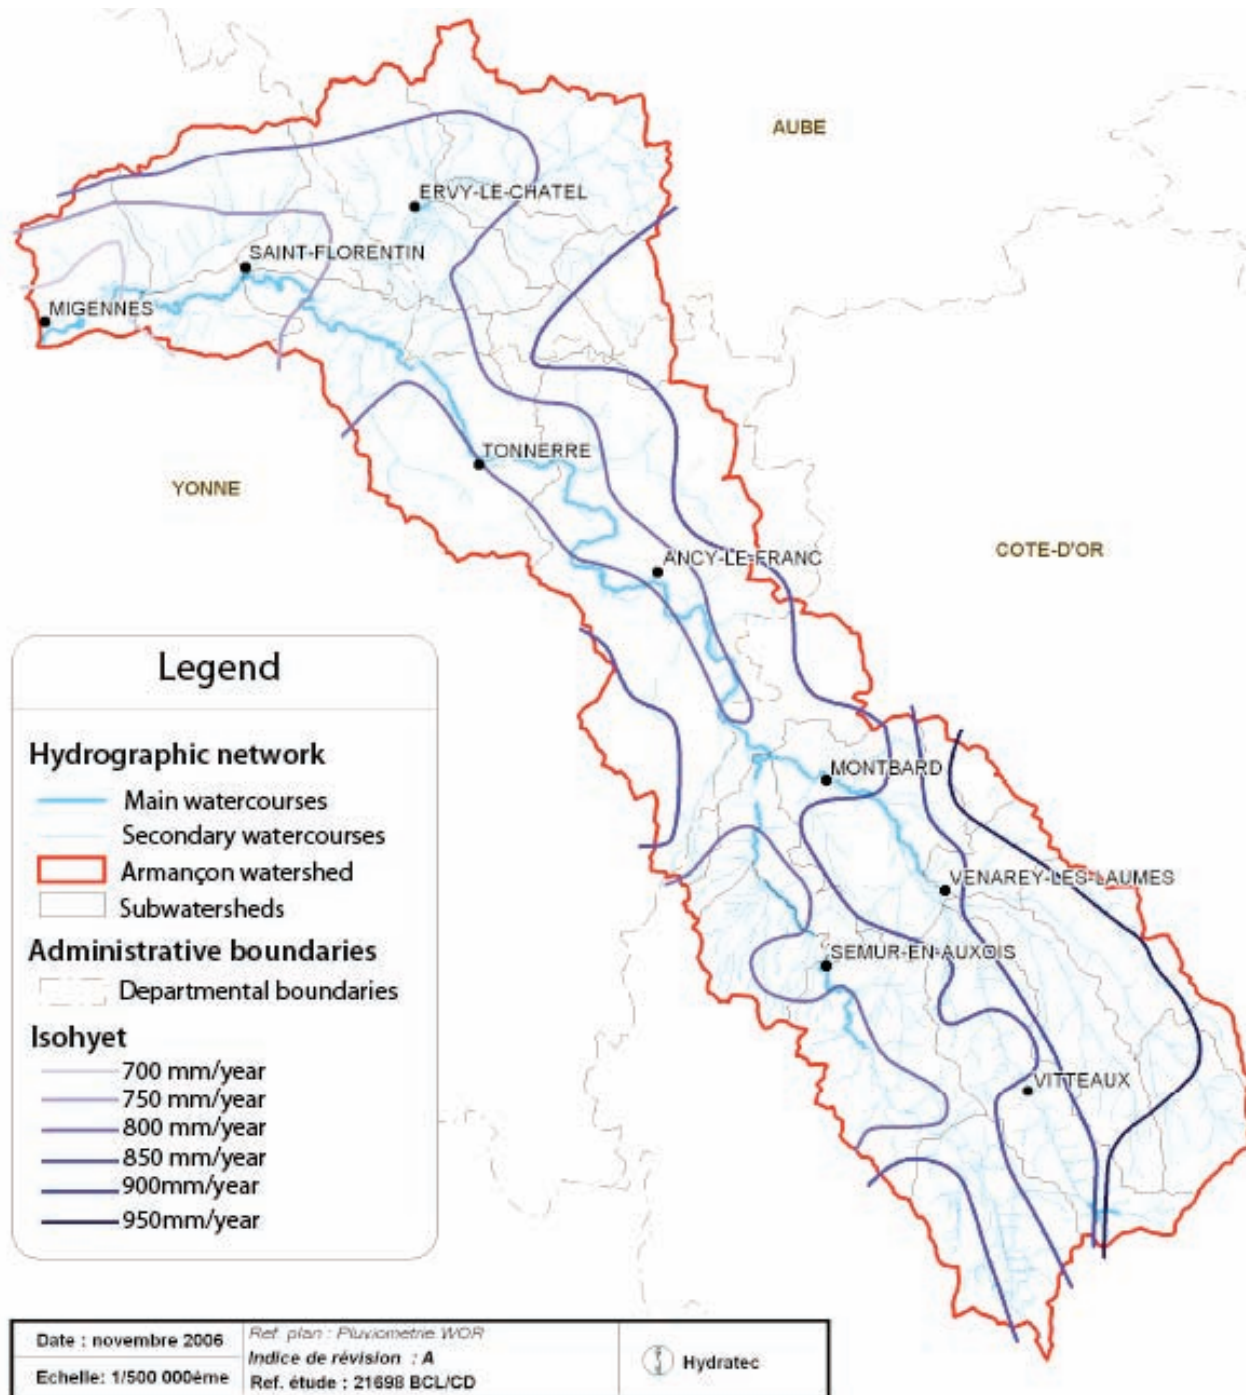 AUBE
ERVY-LE-CHATEL
SAINT-FLORENTIN
MIGENNES
TONNERRE
YONNE
COTE-D'OR
ANCY-LE-FRANC
MONTBARD
VENAREY-LES-LAUMES
SEMUR-EN-AUXOIS
VITTEAUX
Legend
Hydrographic network
Main watercourses
Secondary watercourses
Armançon watershed
Subwatersheds
Administrative boundaries
Departmental boundaries
Isohyet
700 mm/year
750 mm/year
800 mm/year
850 mm/year
900mm/year
950mm/year
Date : novembre 2006
Echelle: 1/500 000ème
Ref. plan : Pluviometrie.WOR
Indice de révision : A
Ref. étude : 21698 BCL/CD
Hydratec